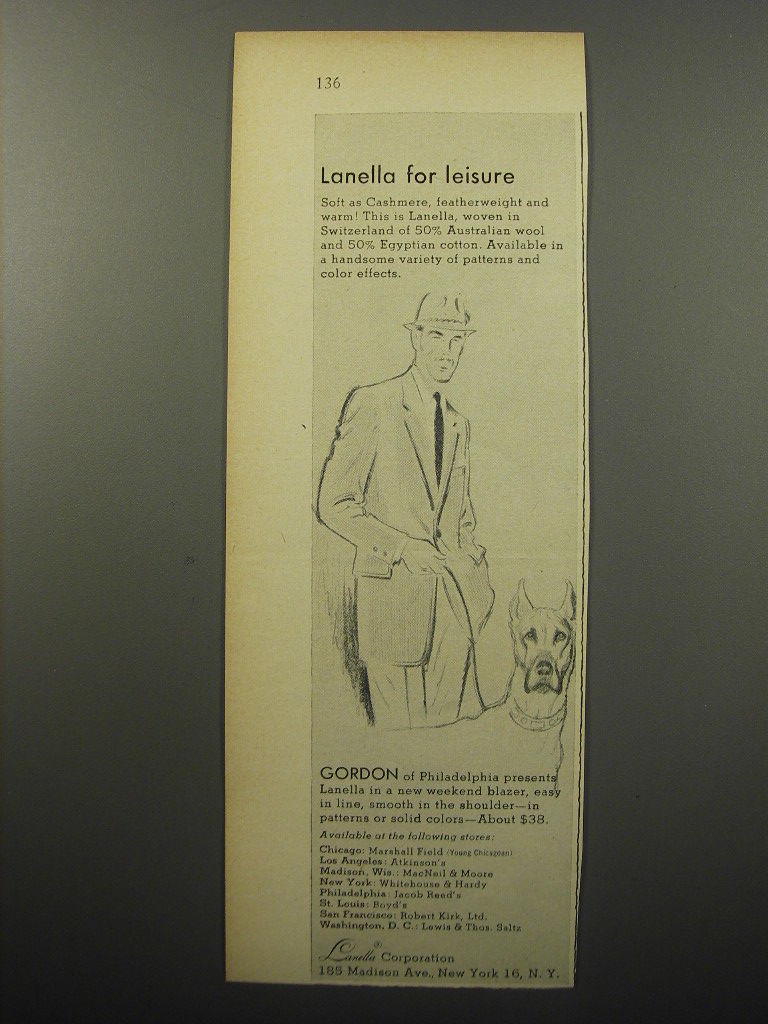 136
Lanella for leisure
Soft as Cashmere, featherweight and
warm! This is Lanella, woven in
Switzerland of 50% Australian wool
and 50% Egyptian cotton. Available in
a handsome variety of patterns and
color effects.
GORDON of Philadelphia presents
Lanella in a new weekend blazer, easy
in line, smooth in the shoulder—in
patterns or solid colors—About $38.
Available at the following stores:
Chicago: Marshall Field (Young Chicagoan)
Los Angeles: Atkinson's
Madison, Wis.: MacNeil & Moore
New York: Whitehouse & Hardy
Philadelphia: Jacob Reed's
St. Louis: Boyd's
San Francisco: Robert Kirk, Ltd.
Washington, D. C.: Lewis & Thos. Saltz
Lanella® Corporation
185 Madison Ave., New York 16, N. Y.